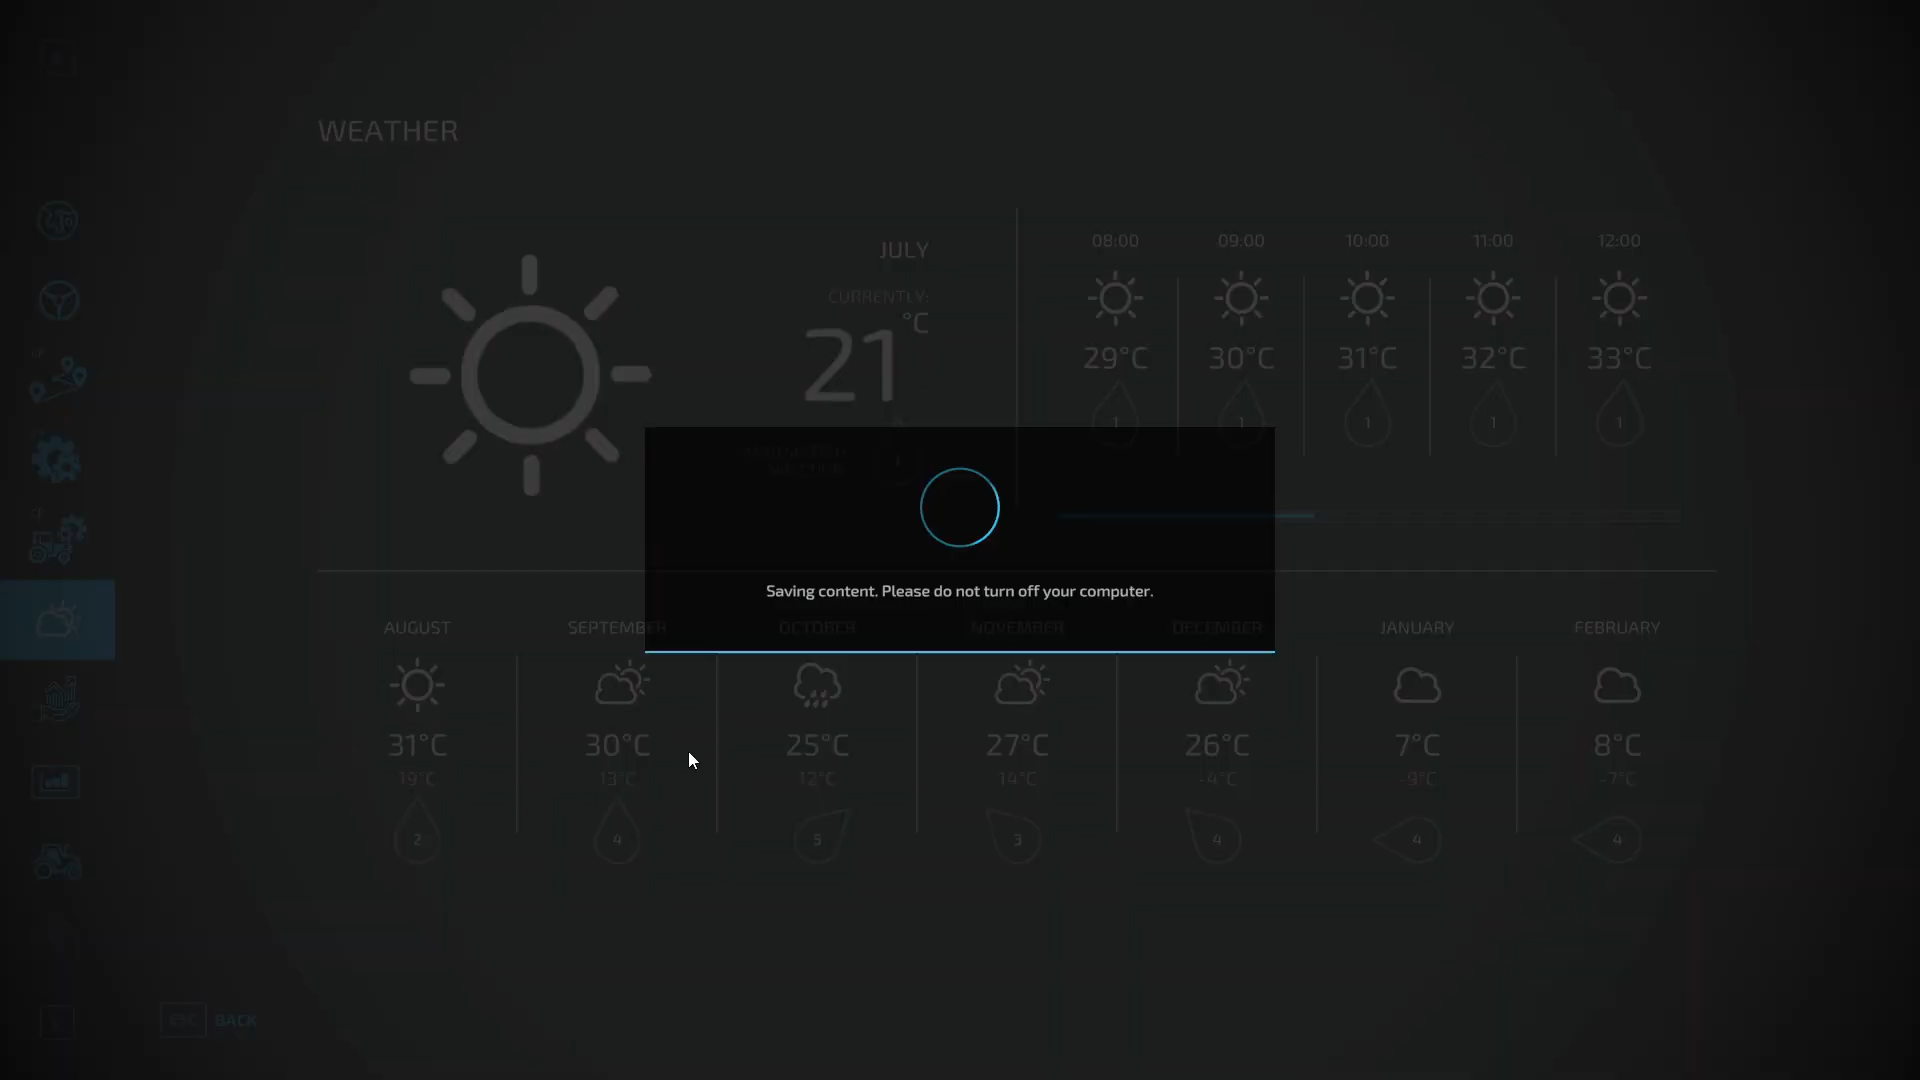 WEATHER
JULY
CURRENTLY:
21°C
08:00 09:00 10:00 11:00 12:00
29°C 30°C 31°C 32°C 33°C
1 1 1 1 1
1
Saving content. Please do not turn off your computer.
AUGUST SEPTEMBER OCTOBER NOVEMBER DECEMBER JANUARY FEBRUARY
31°C 30°C 25°C 27°C 26°C 7°C 8°C
19°C 13°C 12°C 14°C -4°C -9°C -7°C
2 4 5 3 4 4 4
ESC BACK